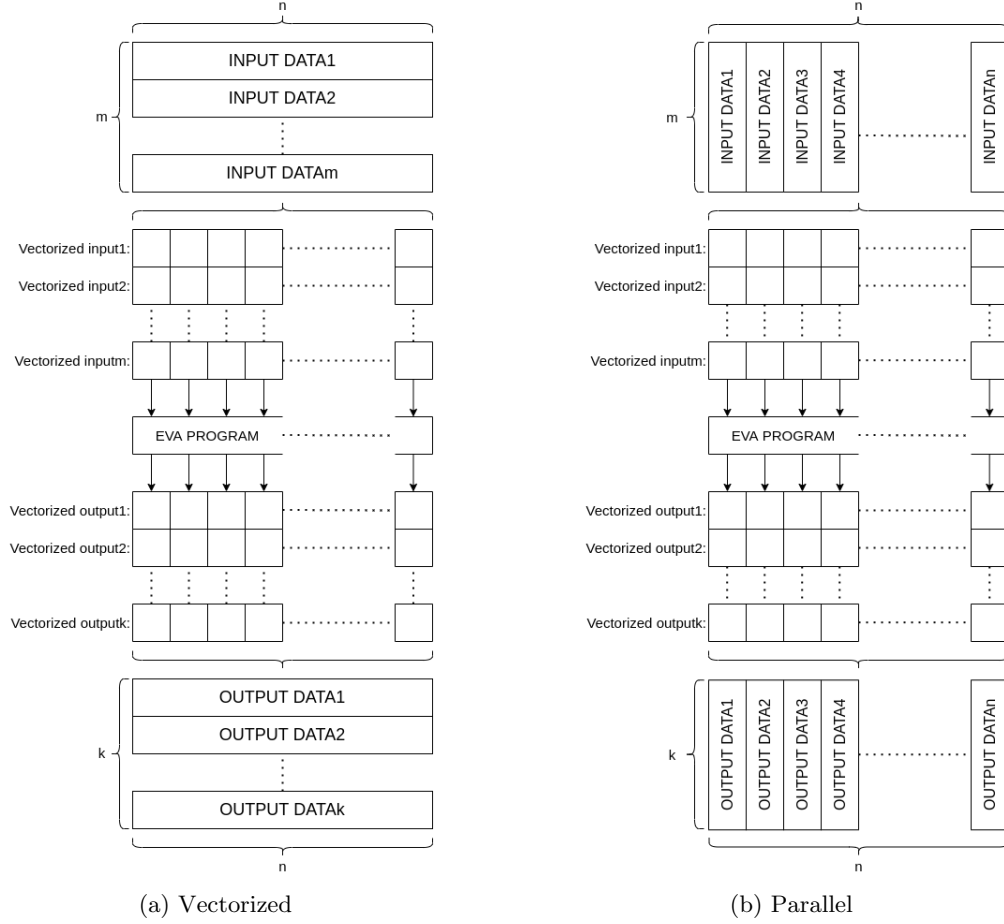 n
m
INPUT DATA1
INPUT DATA2
INPUT DATAm
Vectorized input1:
Vectorized input2:
Vectorized inputm:
EVA PROGRAM
Vectorized output1:
Vectorized output2:
Vectorized outputk:
k
OUTPUT DATA1
OUTPUT DATA2
OUTPUT DATAk
n
(a) Vectorized
n
m
INPUT DATA1
INPUT DATA2
INPUT DATA3
INPUT DATA4
INPUT DATAn
Vectorized input1:
Vectorized input2:
Vectorized inputm:
EVA PROGRAM
Vectorized output1:
Vectorized output2:
Vectorized outputk:
k
OUTPUT DATA1
OUTPUT DATA2
OUTPUT DATA3
OUTPUT DATA4
OUTPUT DATAn
n
(b) Parallel